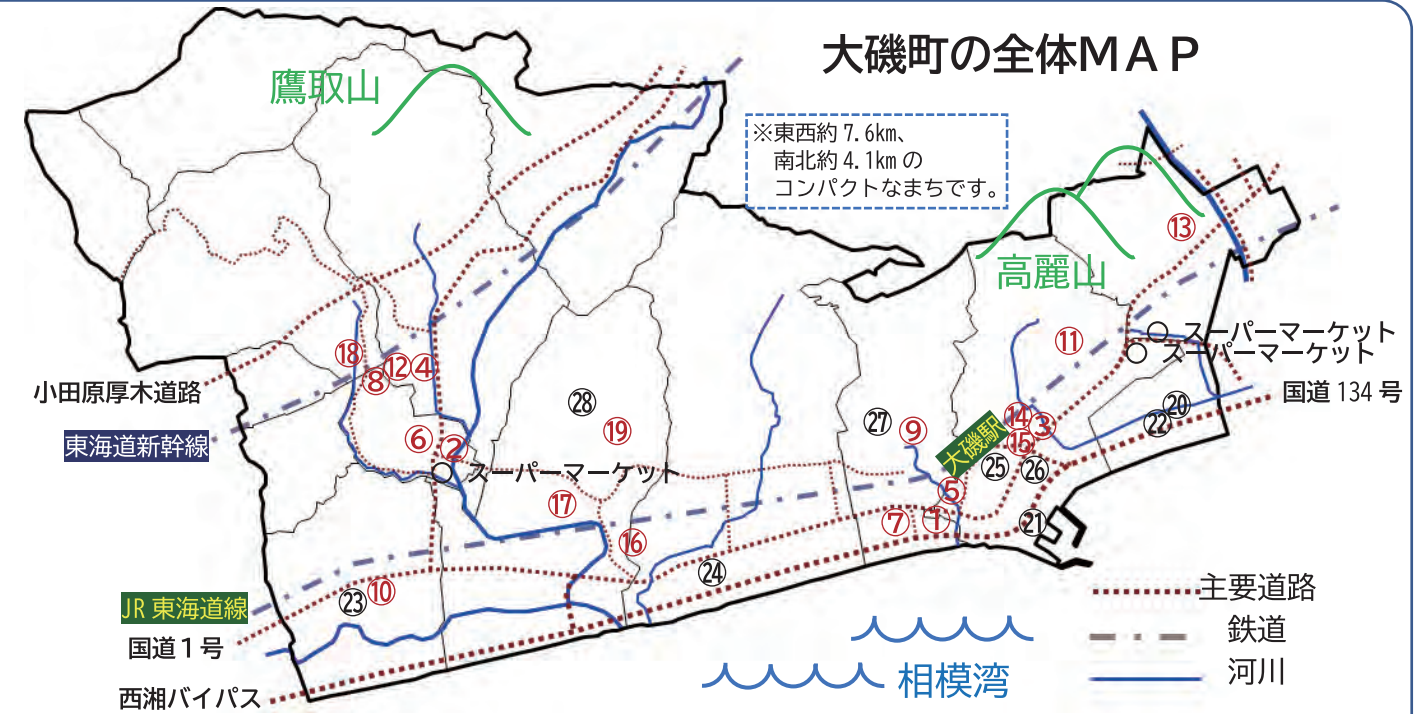 大磯町の全体MAP
鷹取山
※東西約 7.6km、
南北約 4.1km の
コンパクトなまちです。
⑬
高麗山
スーパーマーケット
⑪
スーパーマーケット
⑱
⑫
④
⑧
小田原厚木道路
国道 134 号
㉘
⑳
㉗
⑭
③
㉒
⑲
⑨
⑥
②
東海道新幹線
大磯駅
⑮
スーパーマーケット
㉕
㉖
⑤
⑰
⑦
①
㉑
⑯
㉔
⑩
㉓
JR 東海道線
主要道路
国道1号
鉄道
西湘バイパス
相模湾
河川